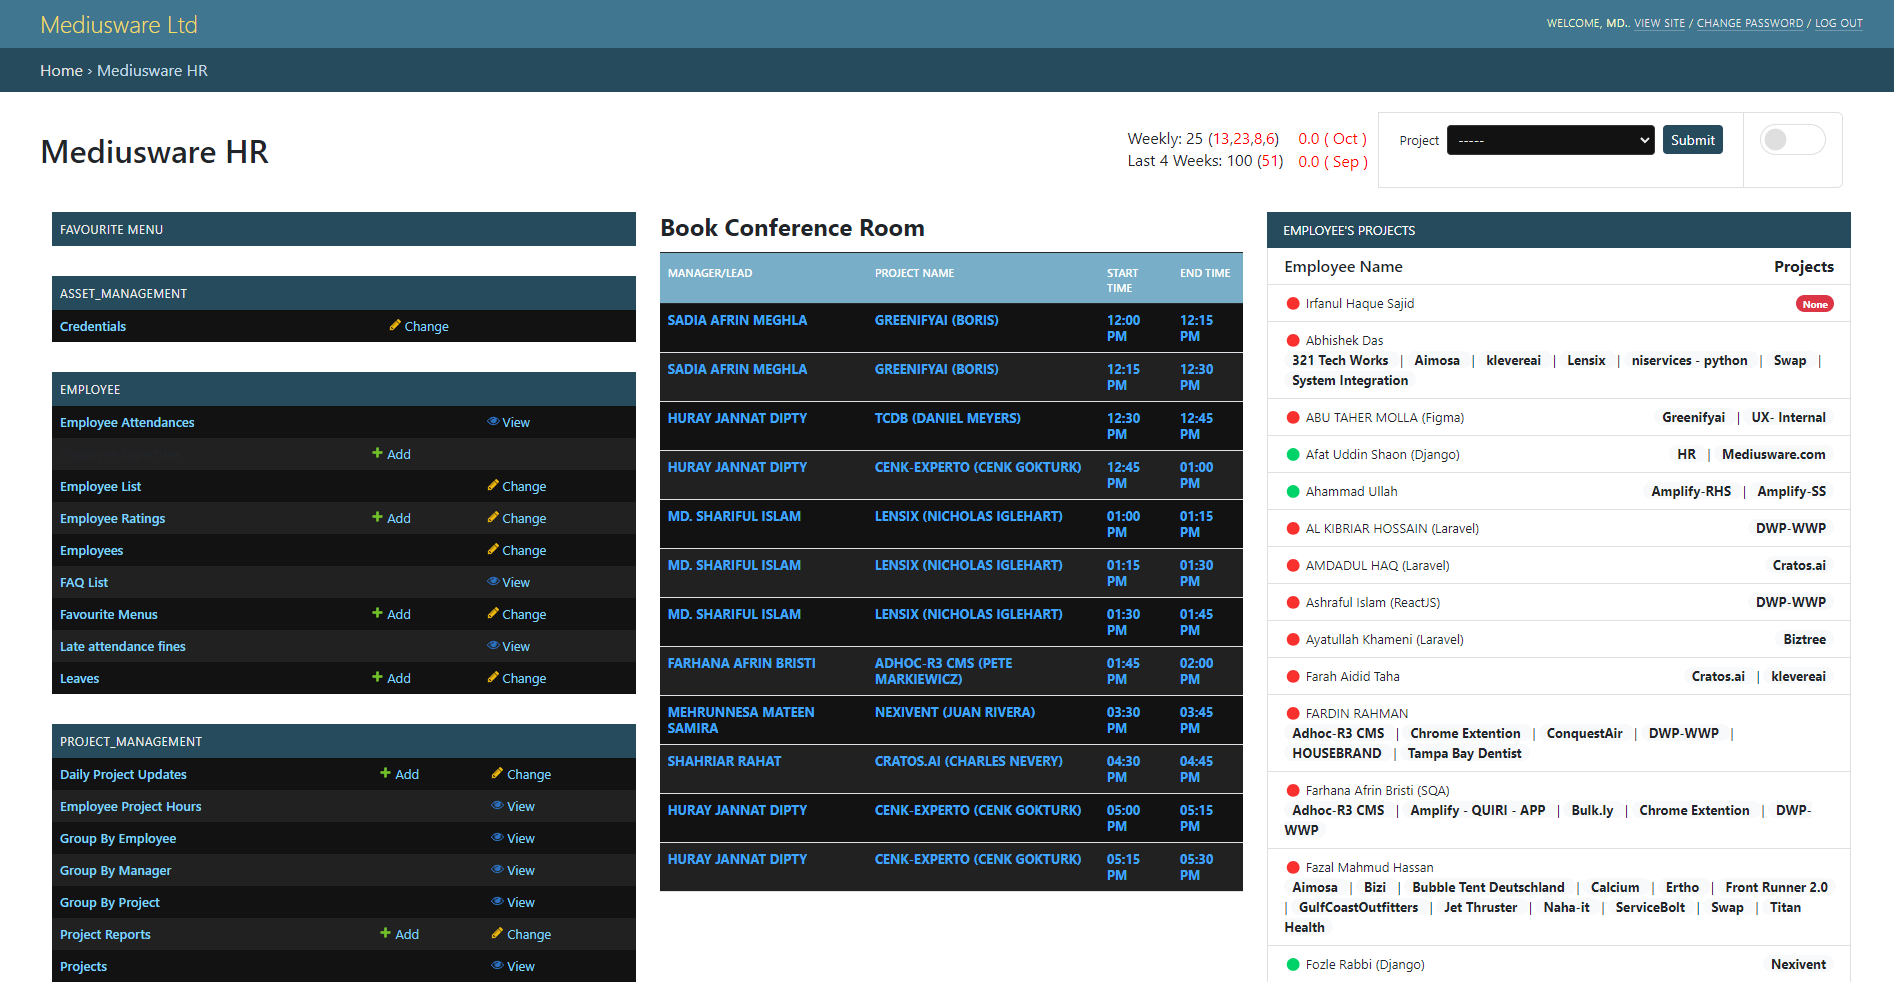 Mediusware Ltd
WELCOME, MD.. VIEW SITE / CHANGE PASSWORD / LOG OUT
Home › Mediusware HR
Mediusware HR
Weekly: 25 (13,23,8,6) 0.0 ( Oct )
Last 4 Weeks: 100 (51) 0.0 ( Sep )
Project ----- Submit
FAVOURITE MENU
ASSET_MANAGEMENT
Credentials Change
EMPLOYEE
Employee Attendances View
Add
Employee List Change
Employee Ratings Add Change
Employees Change
FAQ List View
Favourite Menus Add Change
Late attendance fines View
Leaves Add Change
PROJECT_MANAGEMENT
Daily Project Updates Add Change
Employee Project Hours View
Group By Employee View
Group By Manager View
Group By Project View
Project Reports Add Change
Projects View
Book Conference Room
MANAGER/LEAD PROJECT NAME START END TIME
TIME
SADIA AFRIN MEGHLA GREENIFYAI (BORIS) 12:00 12:15
PM PM
SADIA AFRIN MEGHLA GREENIFYAI (BORIS) 12:15 12:30
PM PM
HURAY JANNAT DIPTY TCDB (DANIEL MEYERS) 12:30 12:45
PM PM
HURAY JANNAT DIPTY CENK-EXPERTO (CENK GOKTURK) 12:45 01:00
PM PM
MD. SHARIFUL ISLAM LENSIX (NICHOLAS IGLEHART) 01:00 01:15
PM PM
MD. SHARIFUL ISLAM LENSIX (NICHOLAS IGLEHART) 01:15 01:30
PM PM
MD. SHARIFUL ISLAM LENSIX (NICHOLAS IGLEHART) 01:30 01:45
PM PM
FARHANA AFRIN BRISTI ADHOC-R3 CMS (PETE 01:45 02:00
MARKIEWICZ) PM PM
MEHRUNNESA MATEEN NEXIVENT (JUAN RIVERA) 03:30 03:45
SAMIRA PM PM
SHAHRIAR RAHAT CRATOS.AI (CHARLES NEVERY) 04:30 04:45
PM PM
HURAY JANNAT DIPTY CENK-EXPERTO (CENK GOKTURK) 05:00 05:15
PM PM
HURAY JANNAT DIPTY CENK-EXPERTO (CENK GOKTURK) 05:15 05:30
PM PM
EMPLOYEE'S PROJECTS
Employee Name Projects
Irfanul Haque Sajid None
Abhishek Das
321 Tech Works | Aimosa | klevereai | Lensix | niservices - python | Swap |
System Integration
ABU TAHER MOLLA (Figma) Greenifyai | UX- Internal
Afat Uddin Shaon (Django) HR | Mediusware.com
Ahammad Ullah Amplify-RHS | Amplify-SS
AL KIBRIAR HOSSAIN (Laravel) DWP-WWP
AMDADUL HAQ (Laravel) Cratos.ai
Ashraful Islam (ReactJS) DWP-WWP
Ayatullah Khameni (Laravel) Biztree
Farah Aidid Taha Cratos.ai | klevereai
FARDIN RAHMAN
Adhoc-R3 CMS | Chrome Extention | ConquestAir | DWP-WWP |
HOUSEBRAND | Tampa Bay Dentist
Farhana Afrin Bristi (SQA)
Adhoc-R3 CMS | Amplify - QUIRI - APP | Bulk.ly | Chrome Extention | DWP-
WWP
Fazal Mahmud Hassan
Aimosa | Bizi | Bubble Tent Deutschland | Calcium | Ertho | Front Runner 2.0
| GulfCoastOutfitters | Jet Thruster | Naha-it | ServiceBolt | Swap | Titan
Health
Fozle Rabbi (Django) Nexivent